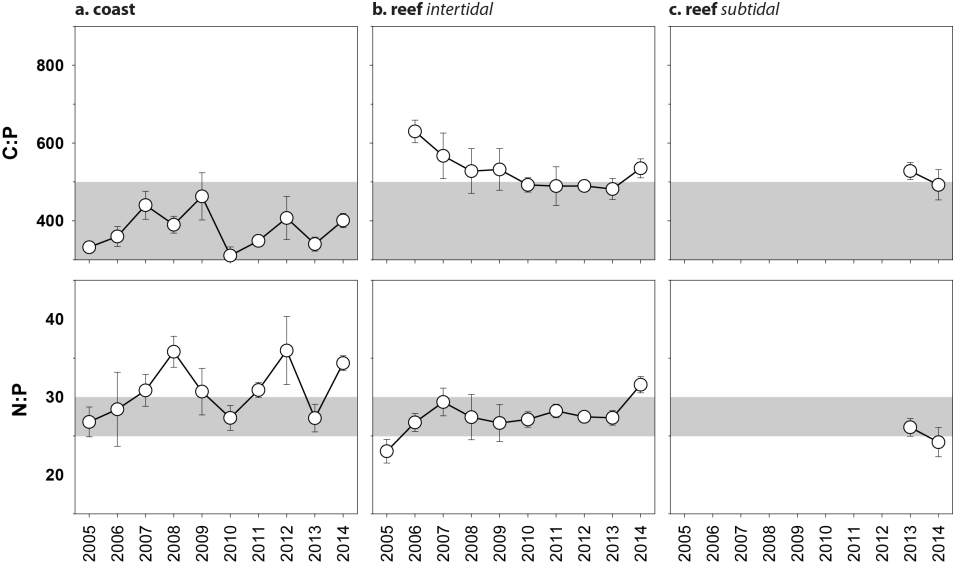 a. coast
b. reef intertidal
c. reef subtidal
C:P
800
600
400
N:P
40
30
20
2005 2006 2007 2008 2009 2010 2011 2012 2013 2014
2005 2006 2007 2008 2009 2010 2011 2012 2013 2014
2005 2006 2007 2008 2009 2010 2011 2012 2013 2014